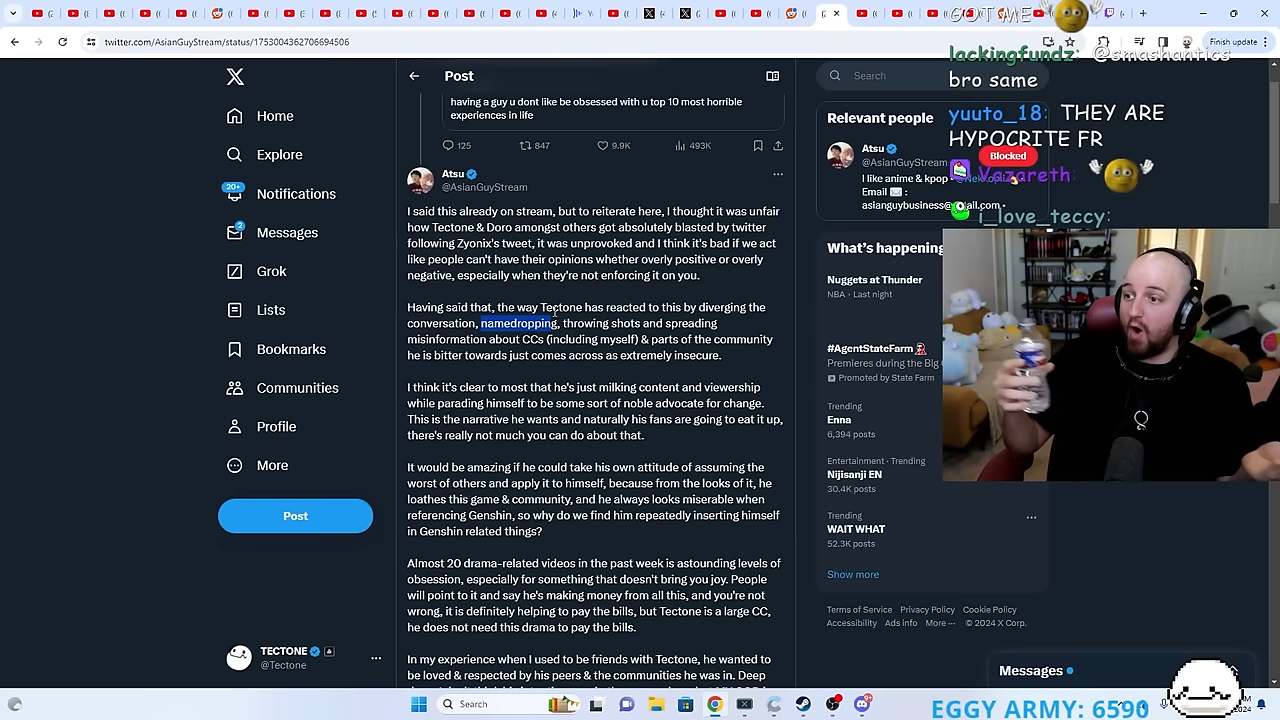 twitter.com/AsianGuyStream/status/1753004362706694506
Finish update
GOT ME
lackingfundz: @smashantics
bro same
yuuto_18: THEY ARE
HYPOCRITE FR
Vazareth:
i_love_teccy:
Home
Explore
20+
Notifications
2
Messages
Grok
Lists
Bookmarks
Communities
Profile
More
Post
TECTONE
@Tectone
Post
having a guy u dont like be obsessed with u top 10 most horrible
experiences in life
125
847
9.9K
493K
Atsu
@AsianGuyStream
I said this already on stream, but to reiterate here, I thought it was unfair
how Tectone & Doro amongst others got absolutely blasted by twitter
following Zyonix's tweet, it was unprovoked and I think it's bad if we act
like people can't have their opinions whether overly positive or overly
negative, especially when they're not enforcing it on you.
Having said that, the way Tectone has reacted to this by diverging the
conversation, namedropping, throwing shots and spreading
misinformation about CCs (including myself) & parts of the community
he is bitter towards just comes across as extremely insecure.
I think it's clear to most that he's just milking content and viewership
while parading himself to be some sort of noble advocate for change.
This is the narrative he wants and naturally his fans are going to eat it up,
there's really not much you can do about that.
It would be amazing if he could take his own attitude of assuming the
worst of others and apply it to himself, because from the looks of it, he
loathes this game & community, and he always looks miserable when
referencing Genshin, so why do we find him repeatedly inserting himself
in Genshin related things?
Almost 20 drama-related videos in the past week is astounding levels of
obsession, especially for something that doesn't bring you joy. People
will point to it and say he's making money from all this, and you're not
wrong, it is definitely helping to pay the bills, but Tectone is a large CC,
he does not need this drama to pay the bills.
In my experience when I used to be friends with Tectone, he wanted to
be loved & respected by his peers & the communities he was in. Deep
Search
Relevant people
Atsu
@AsianGuyStream
Blocked
I like anime & kpop
Email
:
What's happening
Nuggets at Thunder
NBA · Last night
#AgentStateFarm
Premieres during the Big
Promoted by State Farm
Trending
Enna
6,394 posts
Entertainment · Trending
Nijisanji EN
30.4K posts
Trending
WAIT WHAT
52.3K posts
Show more
Terms of Service Privacy Policy Cookie Policy
Accessibility Ads info More ··· © 2024 X Corp.
Messages
Search
EGGY ARMY: 6590